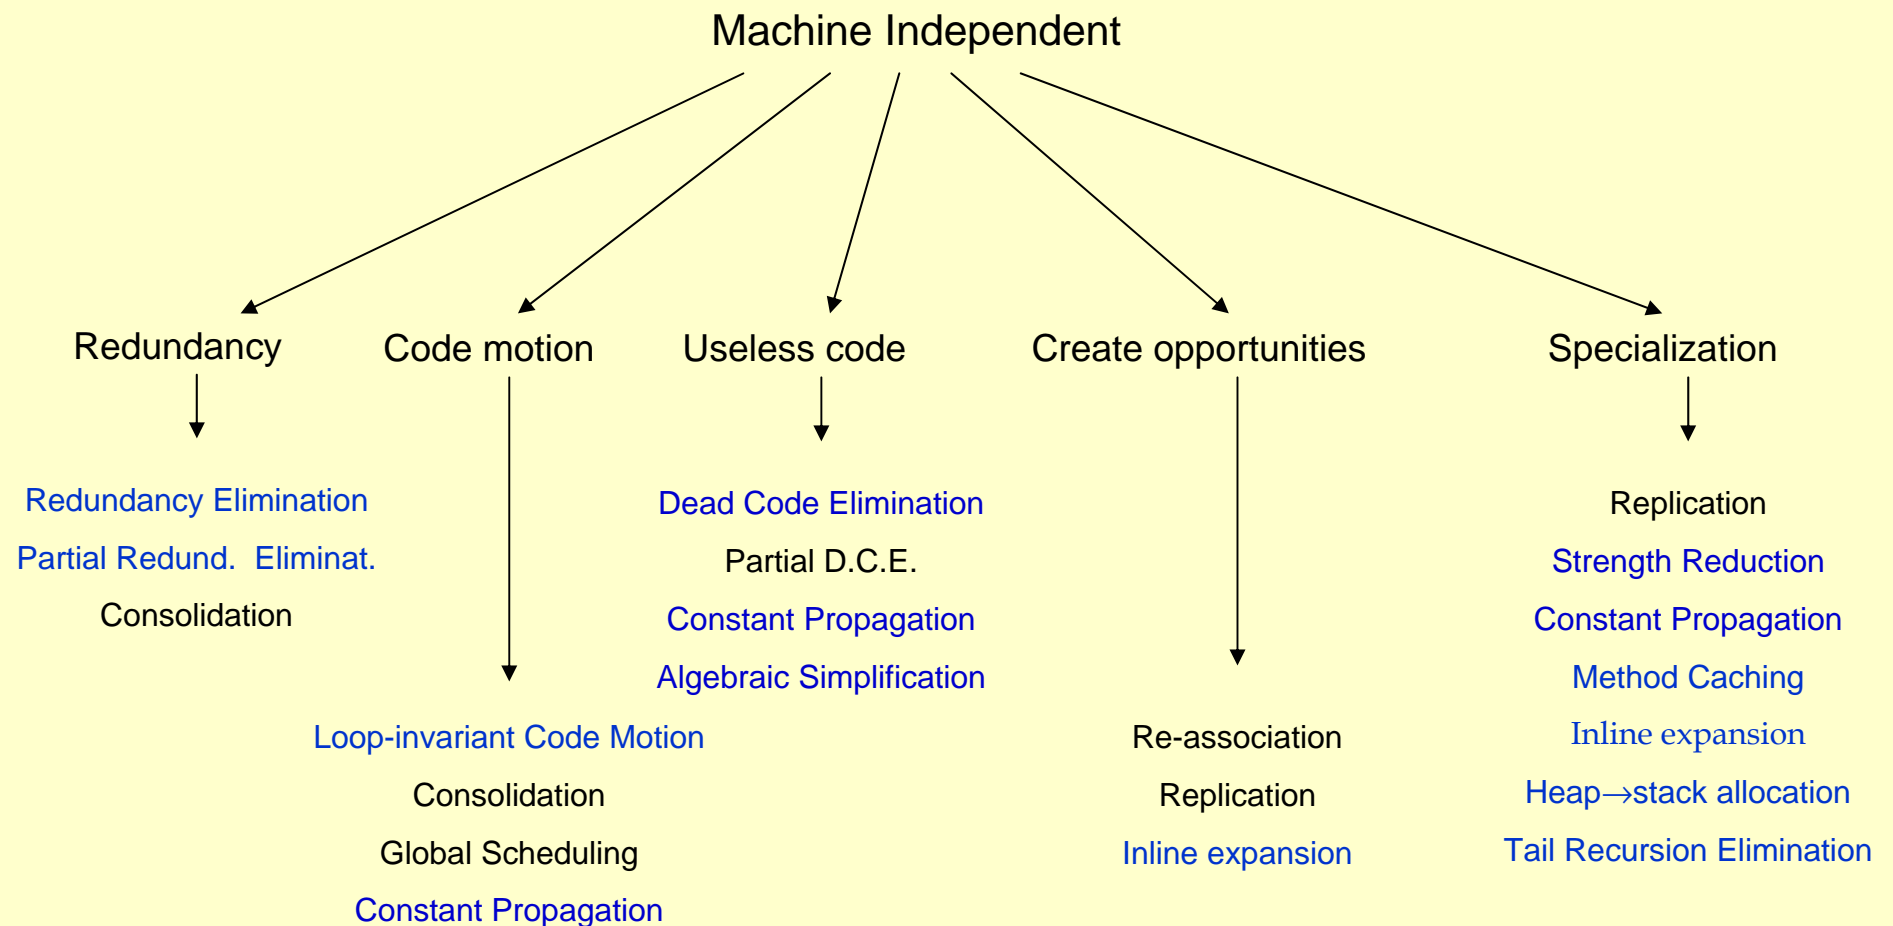 Machine Independent
Redundancy
Code motion
Useless code
Create opportunities
Specialization
Redundancy Elimination
Partial Redund. Eliminat.
Consolidation
Loop-invariant Code Motion
Consolidation
Global Scheduling
Constant Propagation
Dead Code Elimination
Partial D.C.E.
Constant Propagation
Algebraic Simplification
Re-association
Replication
Inline expansion
Replication
Strength Reduction
Constant Propagation
Method Caching
Inline expansion
Heap→stack allocation
Tail Recursion Elimination